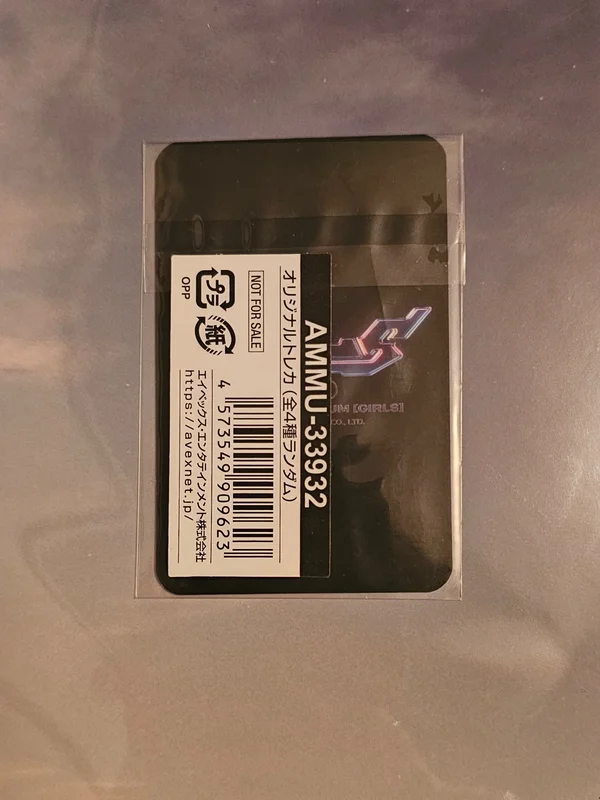 AMMU-33932
オリジナルトレカ (全4種ランダム)
NOT FOR SALE
4 573549 909623
プラ
紙
OPP
エイベックス・エンタテインメント株式会社
https://avexnet.jp/
UM [GIRLS]
CO., LTD.